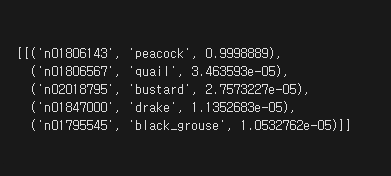 [[('n01806143', 'peacock', 0.9998889),
('n01806567', 'quail', 3.463593e-05),
('n02018795', 'bustard', 2.7573227e-05),
('n01847000', 'drake', 1.1352683e-05),
('n01795545', 'black_grouse', 1.0532762e-05)]]